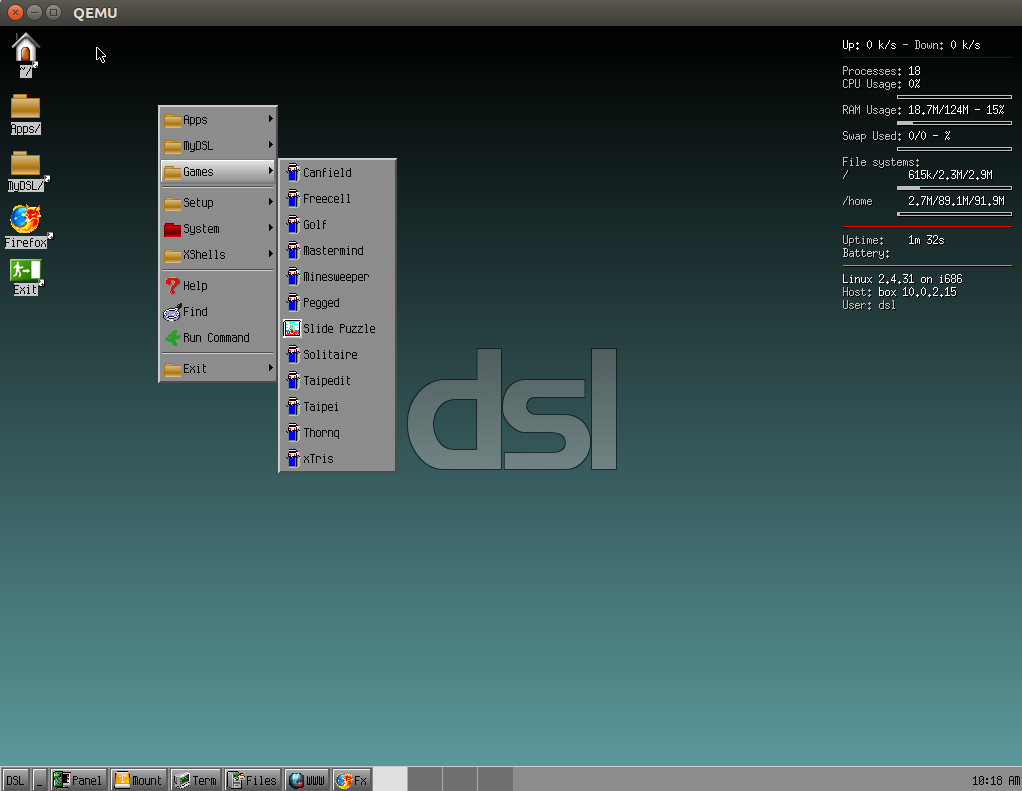 QEMU
~/
Apps/
MyDSL/
Firefox
Exit
Apps
MyDSL
Games
Setup
System
XShells
Help
Find
Run Command
Exit
Canfield
Freecell
Golf
Mastermind
Minesweeper
Pegged
Slide Puzzle
Solitaire
Taipedit
Taipei
Thornq
xTris
dsl
Up: 0 k/s - Down: 0 k/s
Processes: 18
CPU Usage: 0%
RAM Usage: 18.7M/124M - 15%
Swap Used: 0/0 - %
File systems:
/ 615k/2.3M/2.9M
/home 2.7M/89.1M/91.9M
Uptime: 1m 32s
Battery:
Linux 2.4.31 on i686
Host: box 10.0.2.15
User: dsl
DSL _ Panel Mount Term Files WWW Fx 10:18 AM